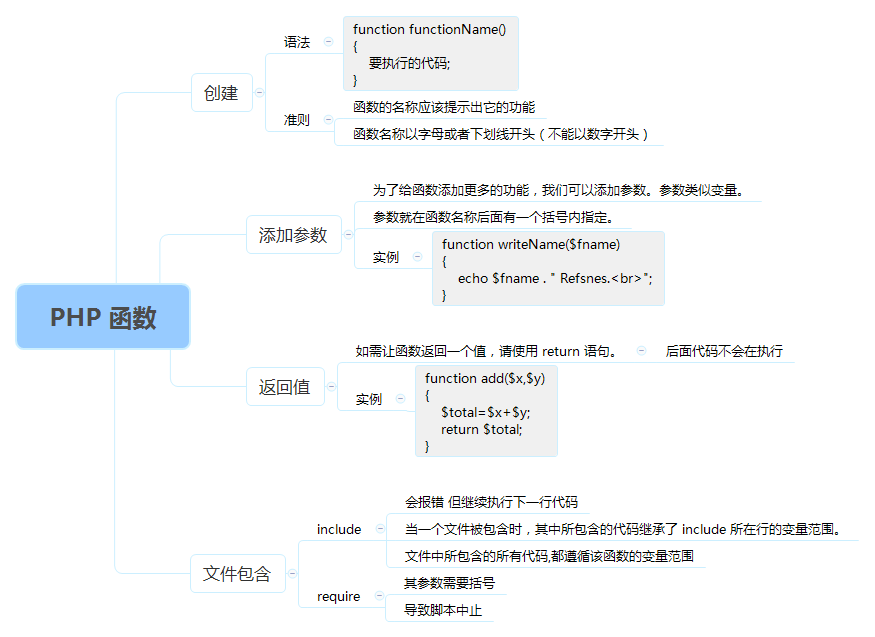 PHP 函数
创建
语法
function functionName()
{
要执行的代码;
}
准则
函数的名称应该提示出它的功能
函数名称以字母或者下划线开头（不能以数字开头）
添加参数
为了给函数添加更多的功能，我们可以添加参数。参数类似变量。
参数就在函数名称后面有一个括号内指定。
实例
function writeName($fname)
{
echo $fname . " Refsnes.<br>";
}
返回值
如需让函数返回一个值，请使用 return 语句。
后面代码不会在执行
实例
function add($x,$y)
{
$total=$x+$y;
return $total;
}
文件包含
include
会报错 但继续执行下一行代码
当一个文件被包含时，其中所包含的代码继承了 include 所在行的变量范围。
文件中所包含的所有代码,都遵循该函数的变量范围
require
其参数需要括号
导致脚本中止